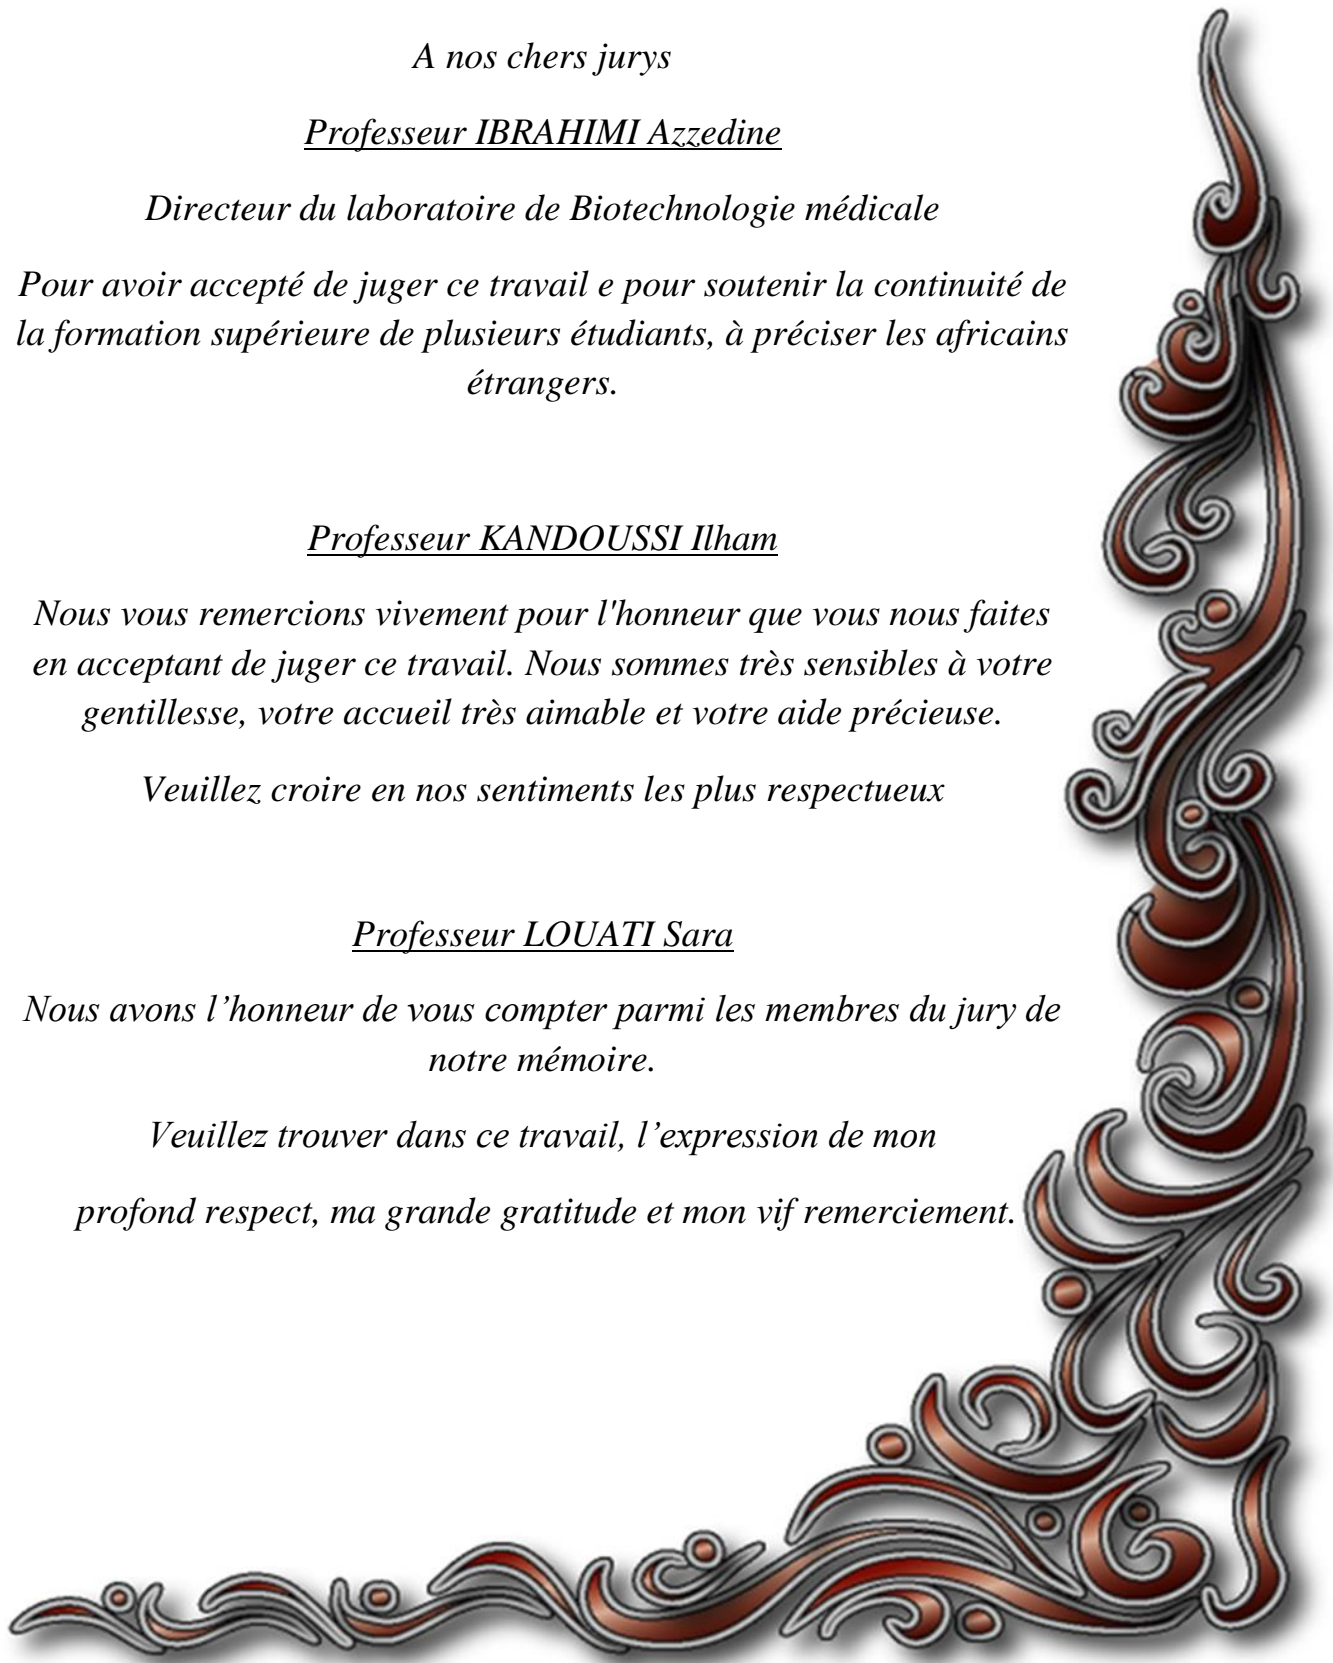 A nos chers jurys
Professeur IBRAHIMI Azzedine
Directeur du laboratoire de Biotechnologie médicale
Pour avoir accepté de juger ce travail e pour soutenir la continuité de
la formation supérieure de plusieurs étudiants, à préciser les africains
étrangers.
Professeur KANDOUSSI Ilham
Nous vous remercions vivement pour l'honneur que vous nous faites
en acceptant de juger ce travail. Nous sommes très sensibles à votre
gentillesse, votre accueil très aimable et votre aide précieuse.
Veuillez croire en nos sentiments les plus respectueux
Professeur LOUATI Sara
Nous avons l’honneur de vous compter parmi les membres du jury de
notre mémoire.
Veuillez trouver dans ce travail, l’expression de mon
profond respect, ma grande gratitude et mon vif remerciement.